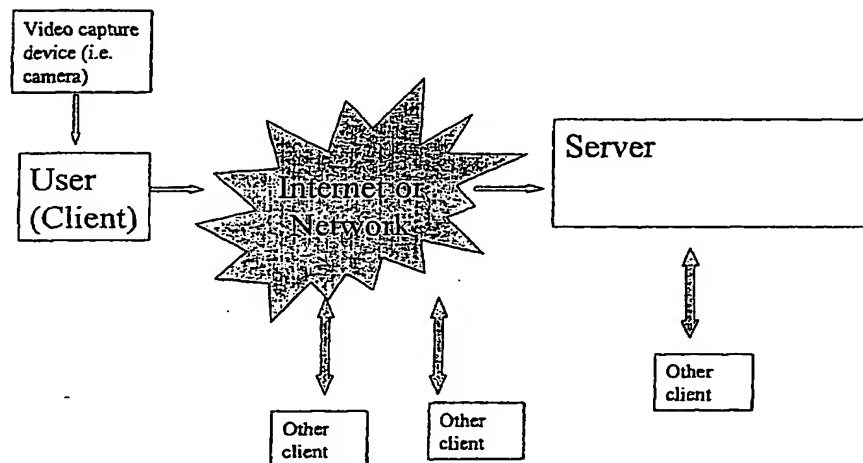 Video capture
device (i.e.
camera)
User
(Client)
Internet or
Network
Server
Other
client
Other
client
Other
client